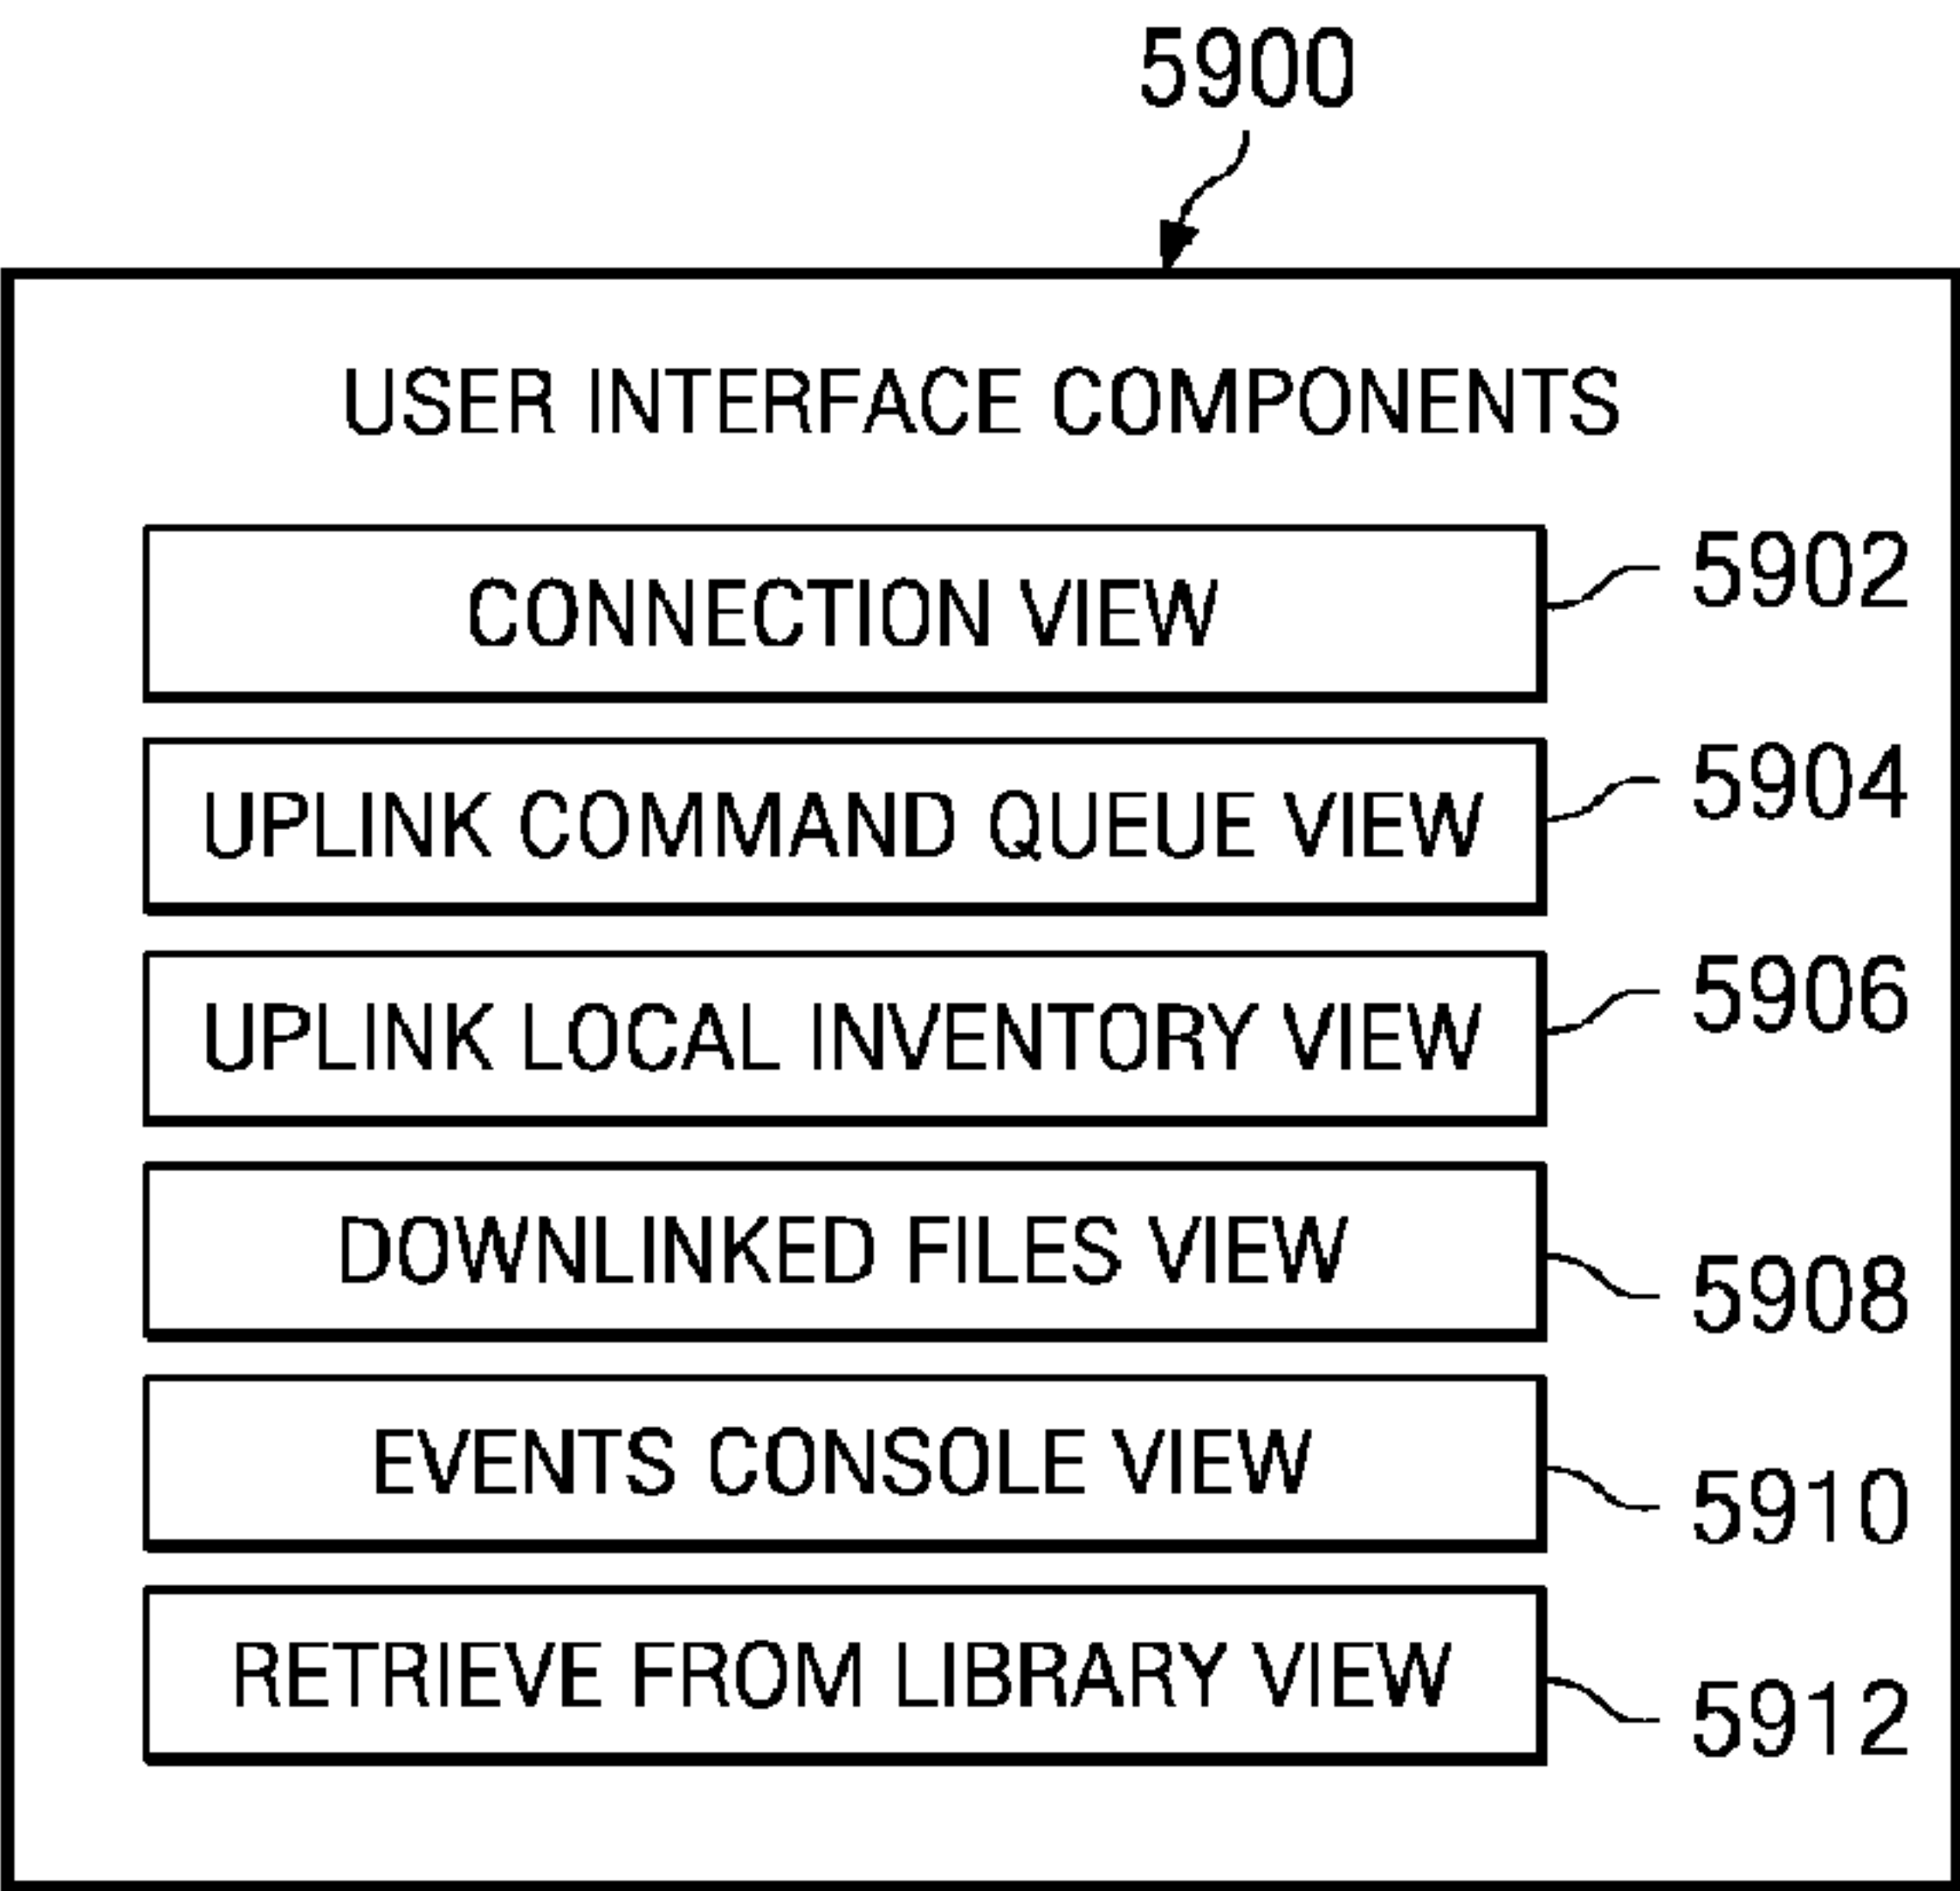 5900
USER INTERFACE COMPONENTS
CONNECTION VIEW
5902
UPLINK COMMAND QUEUE VIEW
5904
UPLINK LOCAL INVENTORY VIEW
5906
DOWNLINKED FILES VIEW
5908
EVENTS CONSOLE VIEW
5910
RETRIEVE FROM LIBRARY VIEW
5912